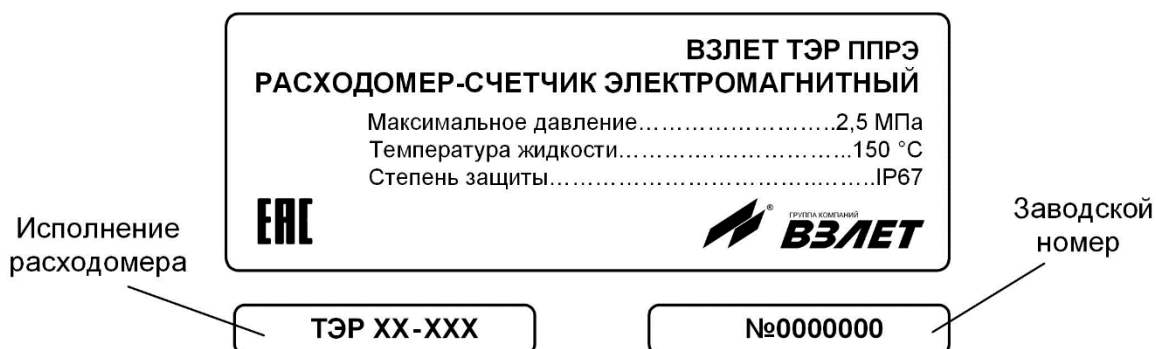 ВЗЛЕТ ТЭР ППРЭ
РАСХОДОМЕР-СЧЕТЧИК ЭЛЕКТРОМАГНИТНЫЙ
Максимальное давление……………………..2,5 МПа
Температура жидкости…………………………...150 °С
Степень защиты……………………………..……..IP67
EAC
® ГРУППА КОМПАНИЙ
ВЗЛЕТ
Исполнение
расходомера
Заводской
номер
ТЭР ХХ-ХХХ
№0000000